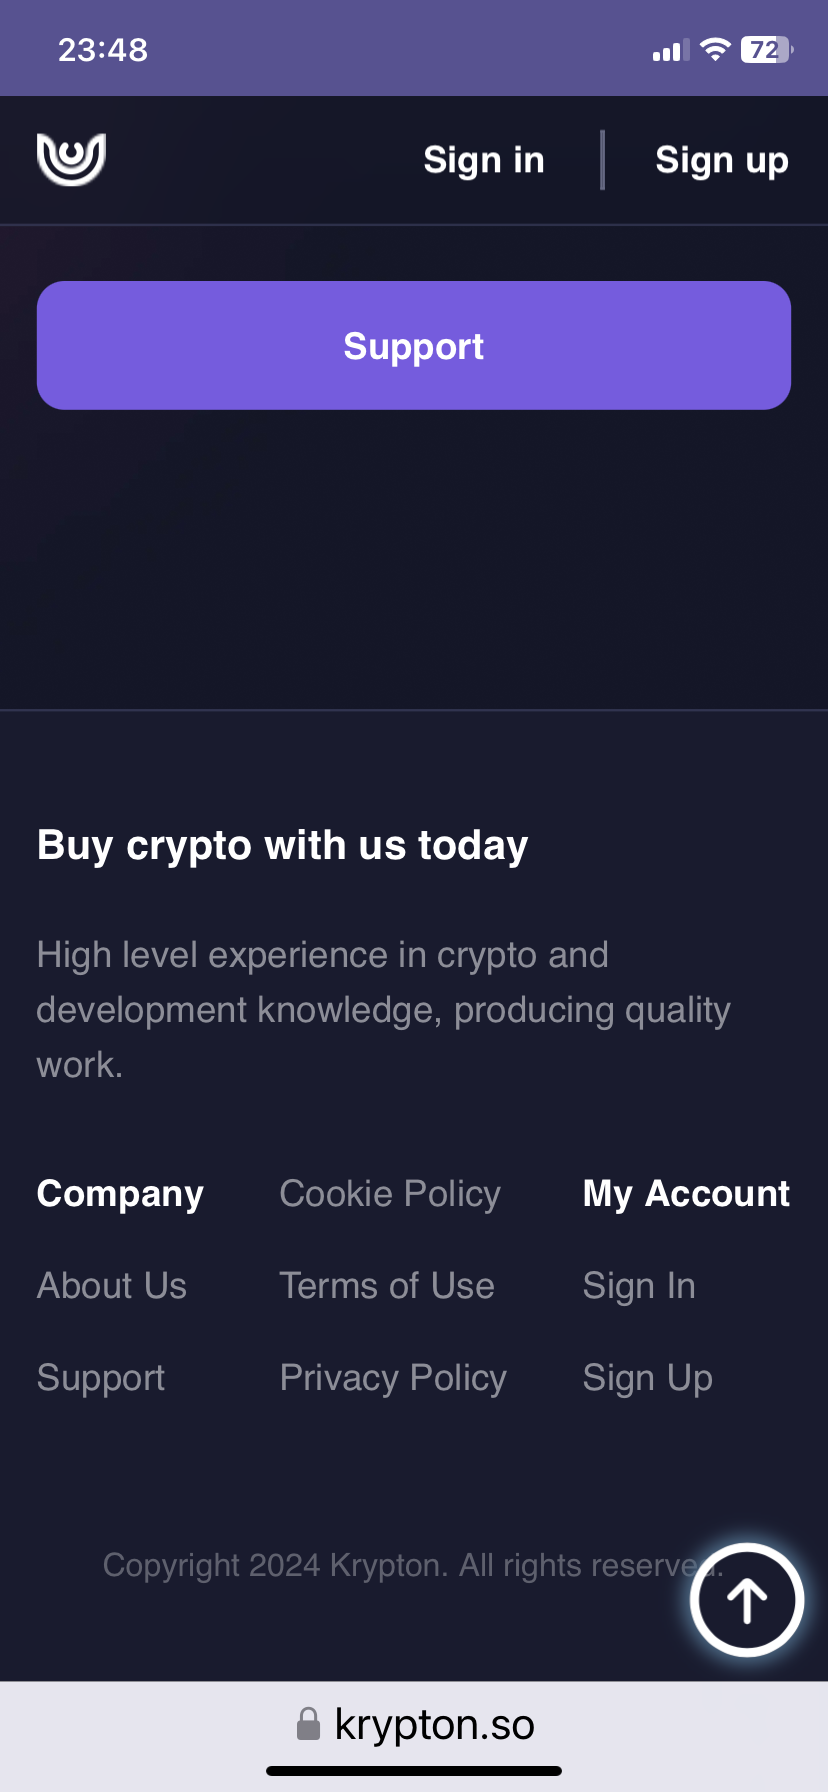 23:48
72
Sign in
Sign up
Support
Buy crypto with us today
High level experience in crypto and
development knowledge, producing quality
work.
Company
About Us
Support
Cookie Policy
Terms of Use
Privacy Policy
My Account
Sign In
Sign Up
Copyright 2024 Krypton. All rights reserved.
krypton.so